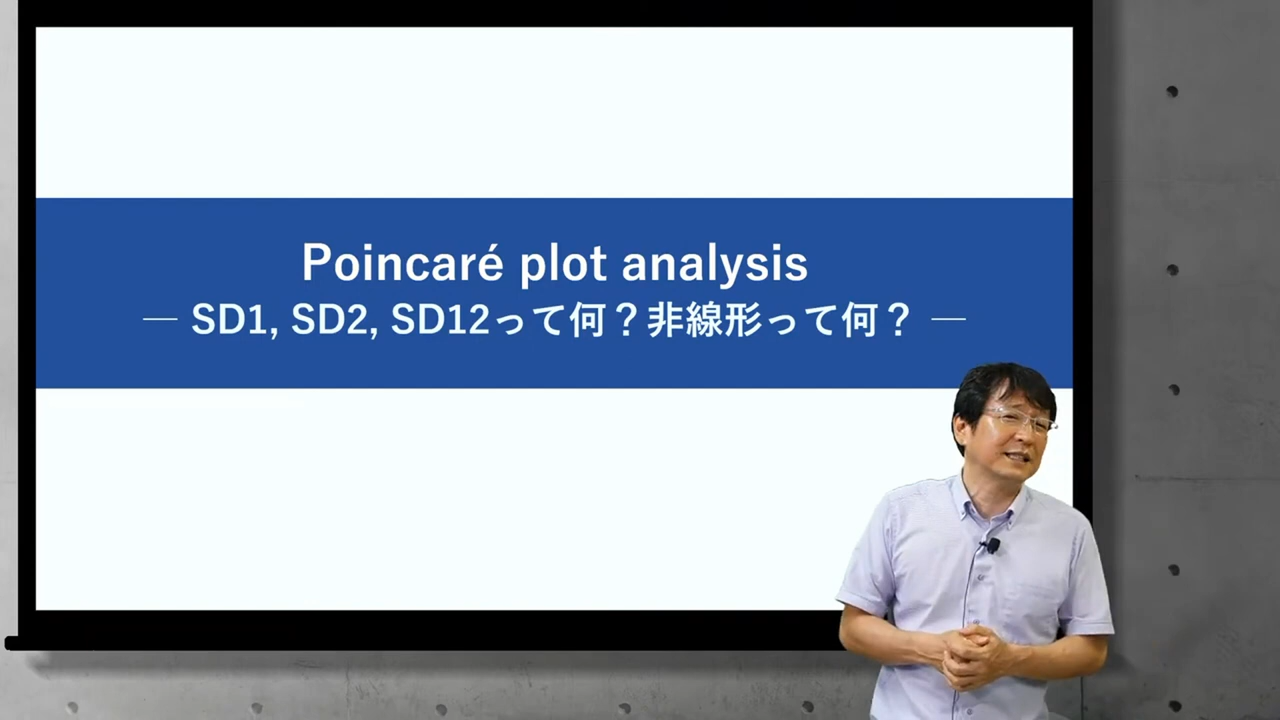 Poincaré plot analysis
― SD1, SD2, SD12って何？非線形って何？ ―